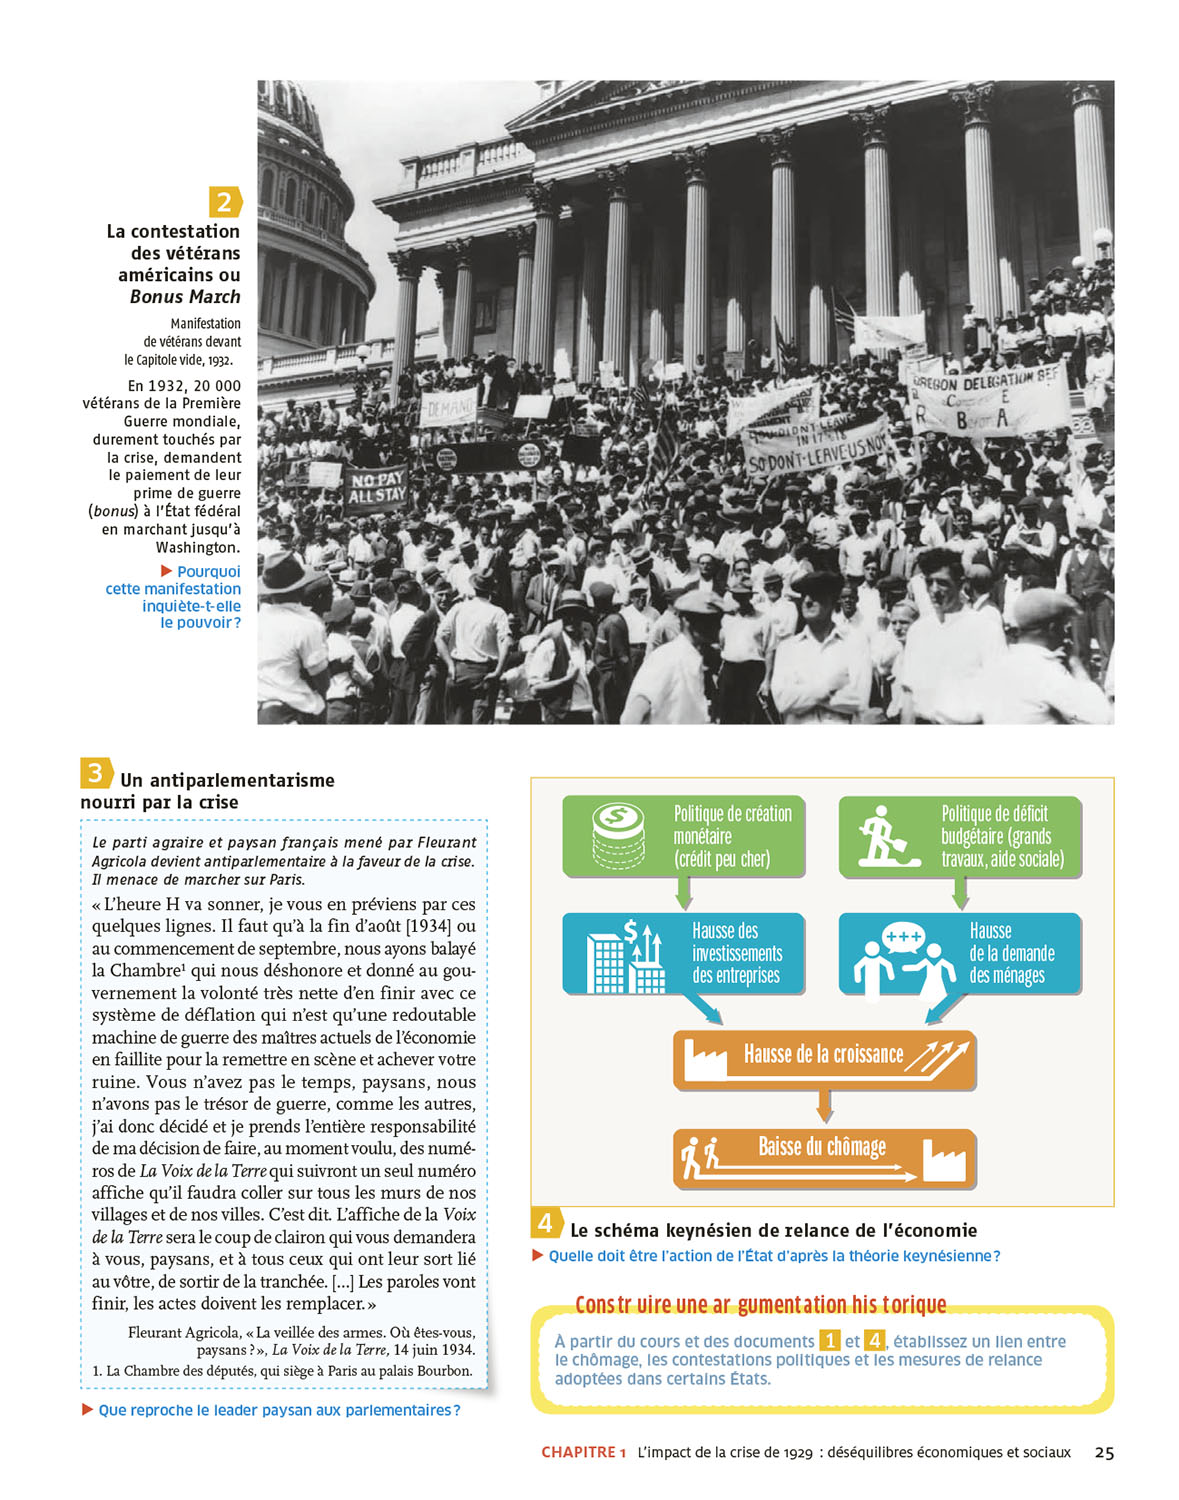 2
La contestation
des vétérans
américains ou
Bonus March
Manifestation
de vétérans devant
le Capitole vide, 1932.
En 1932, 20 000
vétérans de la Première
Guerre mondiale,
durement touchés par
la crise, demandent
le paiement de leur
prime de guerre
(bonus) à l'État fédéral
en marchant jusqu'à
Washington.
▶ Pourquoi
cette manifestation
inquiète-t-elle
le pouvoir ?
DEMAND
NO PAY
ALL STAY
IN 17-18
SO DON'T LEAVE US NOW
OREGON DELEGATION BEF
3 Un antiparlementarisme
nourri par la crise
Le parti agraire et paysan français mené par Fleurant
Agricola devient antiparlementaire à la faveur de la crise.
Il menace de marcher sur Paris.
« L'heure H va sonner, je vous en préviens par ces
quelques lignes. Il faut qu'à la fin d'août [1934] ou
au commencement de septembre, nous ayons balayé
la Chambre¹ qui nous déshonore et donné au gou-
vernement la volonté très nette d'en finir avec ce
système de déflation qui n'est qu'une redoutable
machine de guerre des maîtres actuels de l'économie
en faillite pour la remettre en scène et achever votre
ruine. Vous n'avez pas le temps, paysans, nous
n'avons pas le trésor de guerre, comme les autres,
j'ai donc décidé et je prends l'entière responsabilité
de ma décision de faire, au moment voulu, des numé-
ros de La Voix de la Terre qui suivront un seul numéro
affiche qu'il faudra coller sur tous les murs de nos
villages et de nos villes. C'est dit. L'affiche de la Voix
de la Terre sera le coup de clairon qui vous demandera
à vous, paysans, et à tous ceux qui ont leur sort lié
au vôtre, de sortir de la tranchée. [...] Les paroles vont
finir, les actes doivent les remplacer. »
Fleurant Agricola, « La veillée des armes. Où êtes-vous,
paysans ? », La Voix de la Terre, 14 juin 1934.
1. La Chambre des députés, qui siège à Paris au palais Bourbon.
▶ Que reproche le leader paysan aux parlementaires ?
Politique de création
monétaire
(crédit peu cher)
Politique de déficit
budgétaire (grands
travaux, aide sociale)
$
Hausse des
investissements
des entreprises
+++
Hausse
de la demande
des ménages
Hausse de la croissance
Baisse du chômage
4 Le schéma keynésien de relance de l'économie
▶ Quelle doit être l'action de l'État d'après la théorie keynésienne ?
Construire une argumentation historique
À partir du cours et des documents 1 et 4, établissez un lien entre
le chômage, les contestations politiques et les mesures de relance
adoptées dans certains États.
CHAPITRE 1 L'impact de la crise de 1929 : déséquilibres économiques et sociaux 25